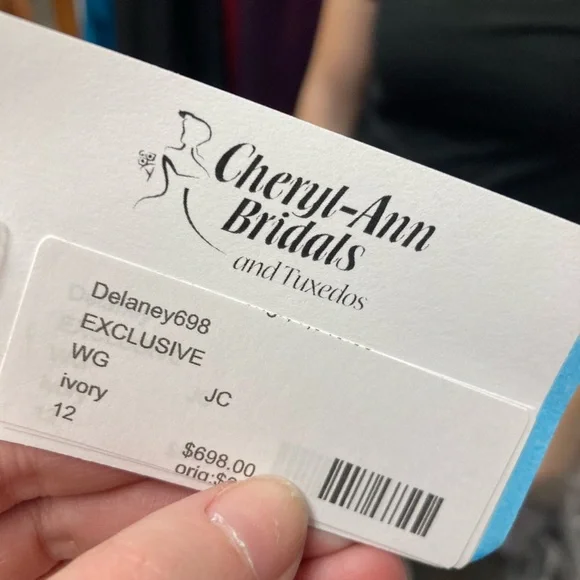 Cheryl-Ann
Bridals
and Tuxedos
Delaney698
EXCLUSIVE
WG
ivory JC
12
$698.00
orig:$